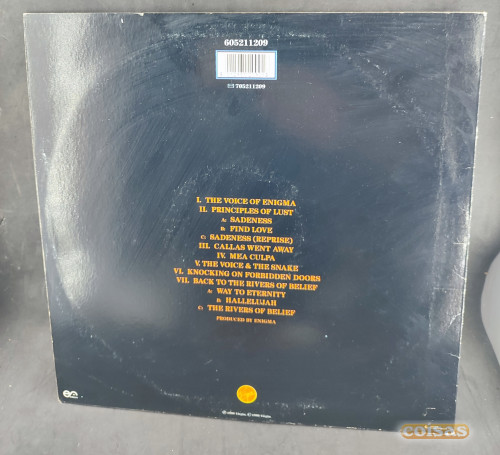 605211209
705211209
I. THE VOICE OF ENIGMA
II. PRINCIPLES OF LUST
A: SADENESS
B: FIND LOVE
C: SADENESS (REPRISE)
III. CALLAS WENT AWAY
IV. MEA CULPA
V. THE VOICE & THE SNAKE
VI. KNOCKING ON FORBIDDEN DOORS
VII. BACK TO THE RIVERS OF BELIEF
A: WAY TO ETERNITY
B: HALLELUJAH
C: THE RIVERS OF BELIEF
PRODUCED BY ENIGMA
coisas